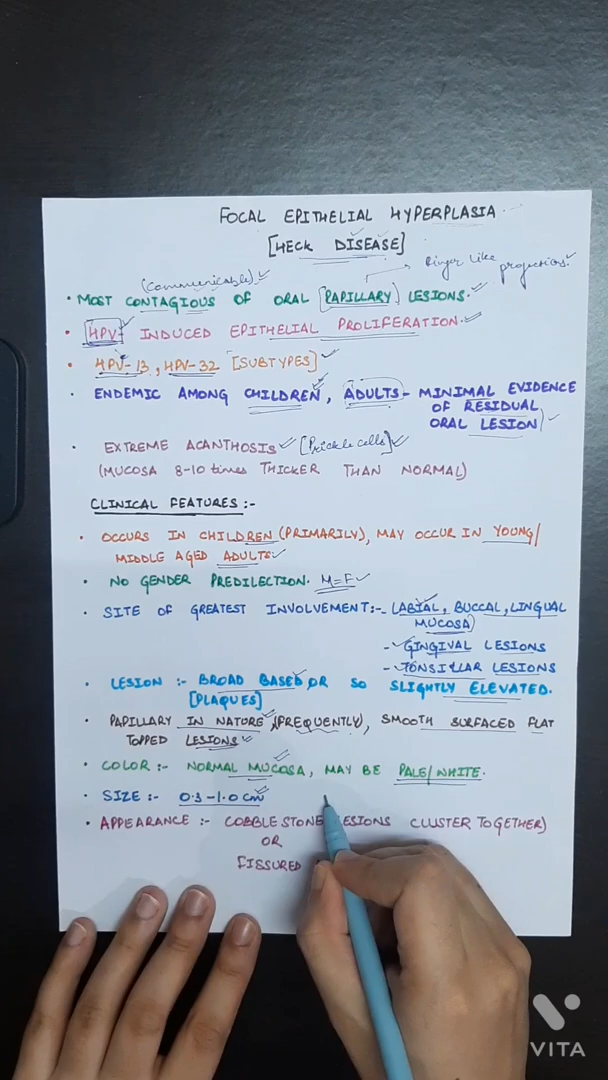 FOCAL EPITHELIAL HYPERPLASIA
[HECK DISEASE]
(communicable)
Finger like projections.
• MOST CONTAGIOUS OF ORAL [PAPILLARY] LESIONS.
• HPV- INDUCED EPITHELIAL PROLIFERATION.
• HPV-13, HPV-32 [SUBTYPES]
• ENDEMIC AMONG CHILDREN, ADULTS- MINIMAL EVIDENCE
OF RESIDUAL
ORAL LESION
• EXTREME ACANTHOSIS [Prickle cells]
(MUCOSA 8-10 times THICKER THAN NORMAL)
CLINICAL FEATURES:-
• OCCURS IN CHILDREN (PRIMARILY), MAY OCCUR IN YOUNG/
MIDDLE AGED ADULTS.
• NO GENDER PREDILECTION. M=F
• SITE OF GREATEST INVOLVEMENT:- LABIAL, BUCCAL, LINGUAL
MUCOSA
- GINGIVAL LESIONS
- TONSILLAR LESIONS
• LESION :- BROAD BASED OR SO SLIGHTLY ELEVATED.
[PLAQUES]
• PAPILLARY IN NATURE (FREQUENTLY), SMOOTH SURFACED FLAT
TOPPED LESIONS
• COLOR :- NORMAL MUCOSA, MAY BE PALE/WHITE.
• SIZE :- 0.3-1.0 cm
• APPEARANCE :- COBBLESTONE LESIONS CLUSTER TOGETHER)
OR
FISSURED
VITA